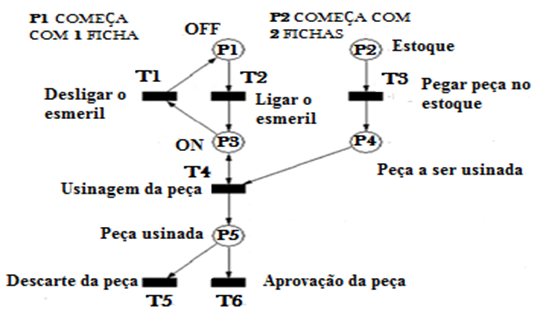 P1 COMEÇA
COM 1 FICHA
OFF
P2 COMEÇA COM
2 FICHAS
P1
P2
Estoque
T1
T2
T3
Desligar o
esmeril
Ligar o
esmeril
Pegar peça no
estoque
ON
P3
P4
T4
Peça a ser usinada
Usinagem da peça
Peça usinada
P5
Descarte da peça
Aprovação da peça
T5
T6